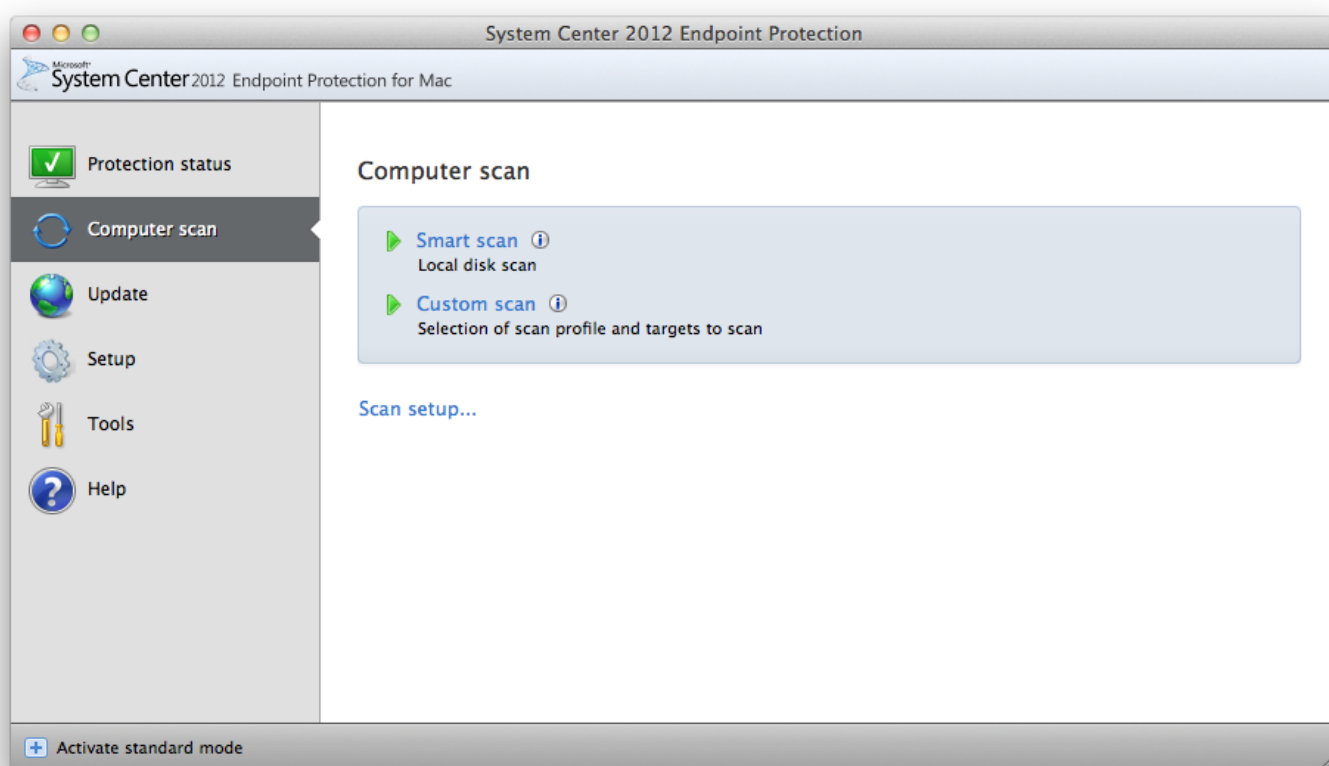 System Center 2012 Endpoint Protection
Microsoft
System Center 2012 Endpoint Protection for Mac
Protection status
Computer scan
Update
Setup
Tools
Help
Computer scan
Smart scan
Local disk scan
Custom scan
Selection of scan profile and targets to scan
Scan setup...
Activate standard mode